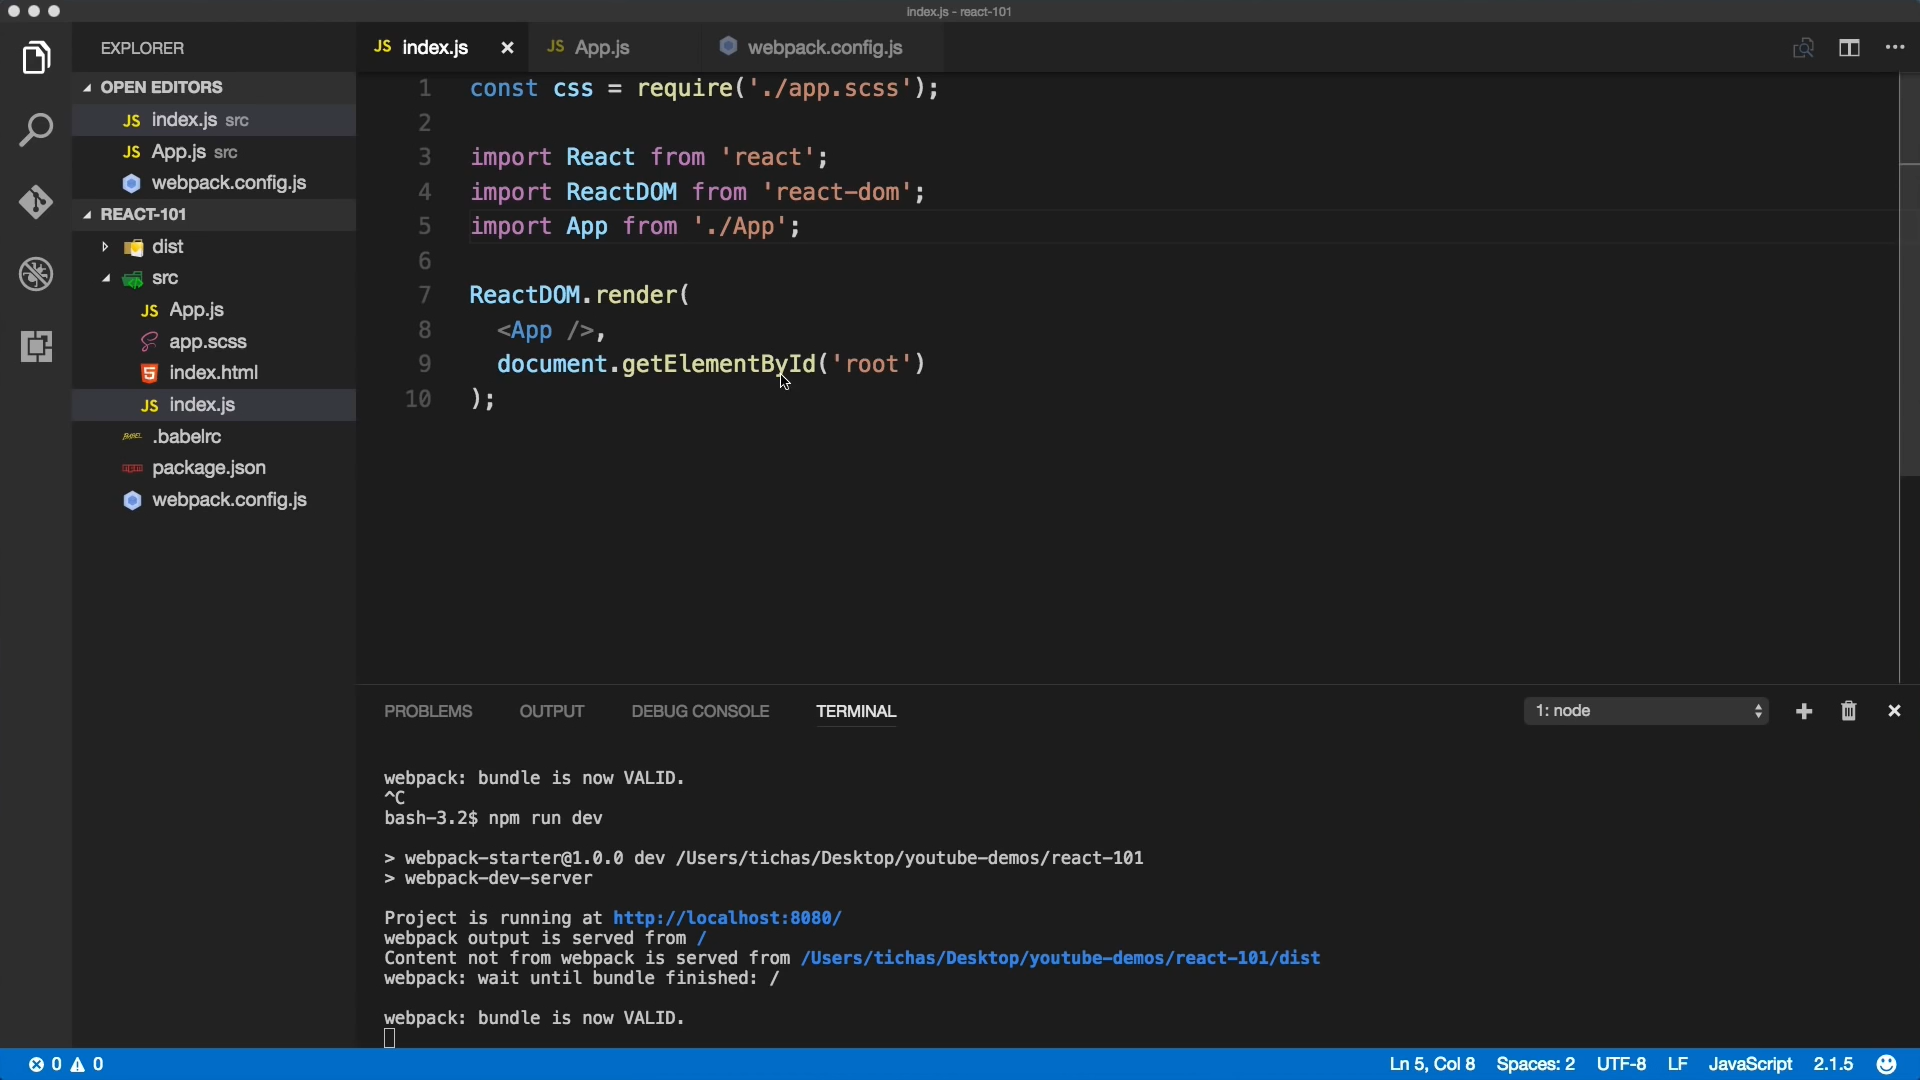 index.js - react-101
EXPLORER
OPEN EDITORS
JS index.js src
JS App.js src
webpack.config.js
REACT-101
dist
src
JS App.js
app.scss
index.html
JS index.js
.babelrc
package.json
webpack.config.js
JS index.js
JS App.js
webpack.config.js
1 const css = require('./app.scss');
2
3 import React from 'react';
4 import ReactDOM from 'react-dom';
5 import App from './App';
6
7 ReactDOM.render(
8 <App />,
9 document.getElementById('root')
10 );
PROBLEMS OUTPUT DEBUG CONSOLE TERMINAL 1: node
webpack: bundle is now VALID.
^C
bash-3.2$ npm run dev
> webpack-starter@1.0.0 dev /Users/tichas/Desktop/youtube-demos/react-101
> webpack-dev-server
Project is running at http://localhost:8080/
webpack output is served from /
Content not from webpack is served from /Users/tichas/Desktop/youtube-demos/react-101/dist
webpack: wait until bundle finished: /
webpack: bundle is now VALID.
0 0 Ln 5, Col 8 Spaces: 2 UTF-8 LF JavaScript 2.1.5